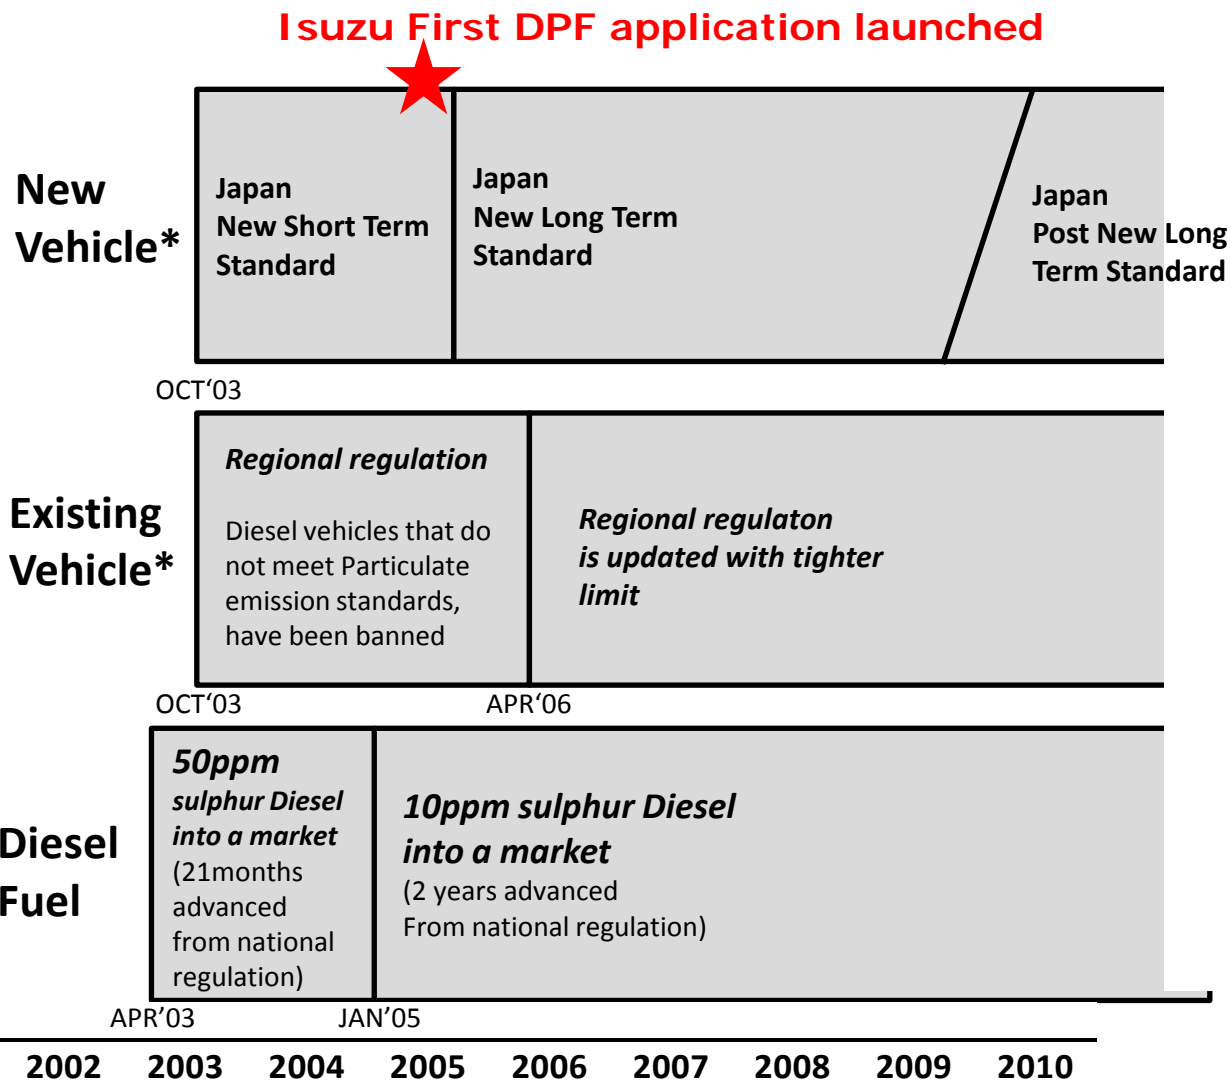 Isuzu First DPF application launched
New
Vehicle*
Japan
New Short Term
Standard
Japan
New Long Term
Standard
Japan
Post New Long
Term Standard
OCT‘03
Existing
Vehicle*
Regional regulation
Diesel vehicles that do
not meet Particulate
emission standards,
have been banned
Regional regulaton
is updated with tighter
limit
OCT‘03
APR‘06
Diesel
Fuel
50ppm
sulphur Diesel
into a market
(21months
advanced
from national
regulation)
10ppm sulphur Diesel
into a market
(2 years advanced
From national regulation)
APR’03
JAN’05
2002 2003 2004 2005 2006 2007 2008 2009 2010